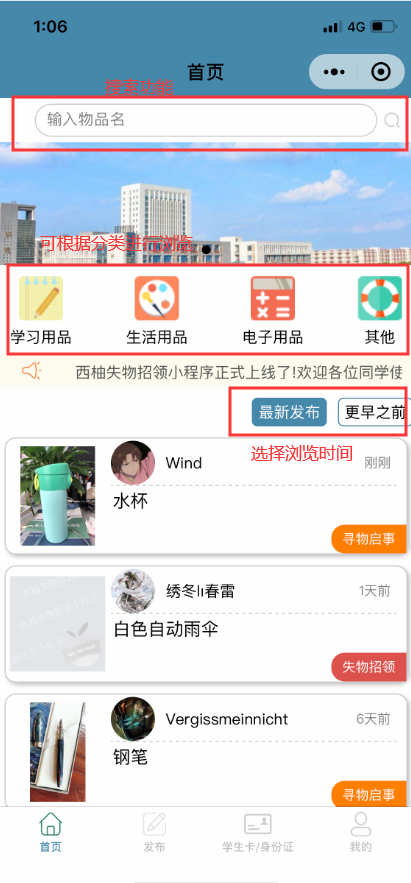 1:06
4G
首页
搜索功能
输入物品名
可根据分类进行浏览
学习用品 生活用品 电子用品 其他
西柚失物招领小程序正式上线了!欢迎各位同学使
最新发布 更早之前
选择浏览时间
Wind 刚刚
水杯
寻物启事
绣冬lı春雷 1天前
白色自动雨伞
失物招领
Vergissmeinnicht 6天前
钢笔
寻物启事
首页 发布 学生卡/身份证 我的